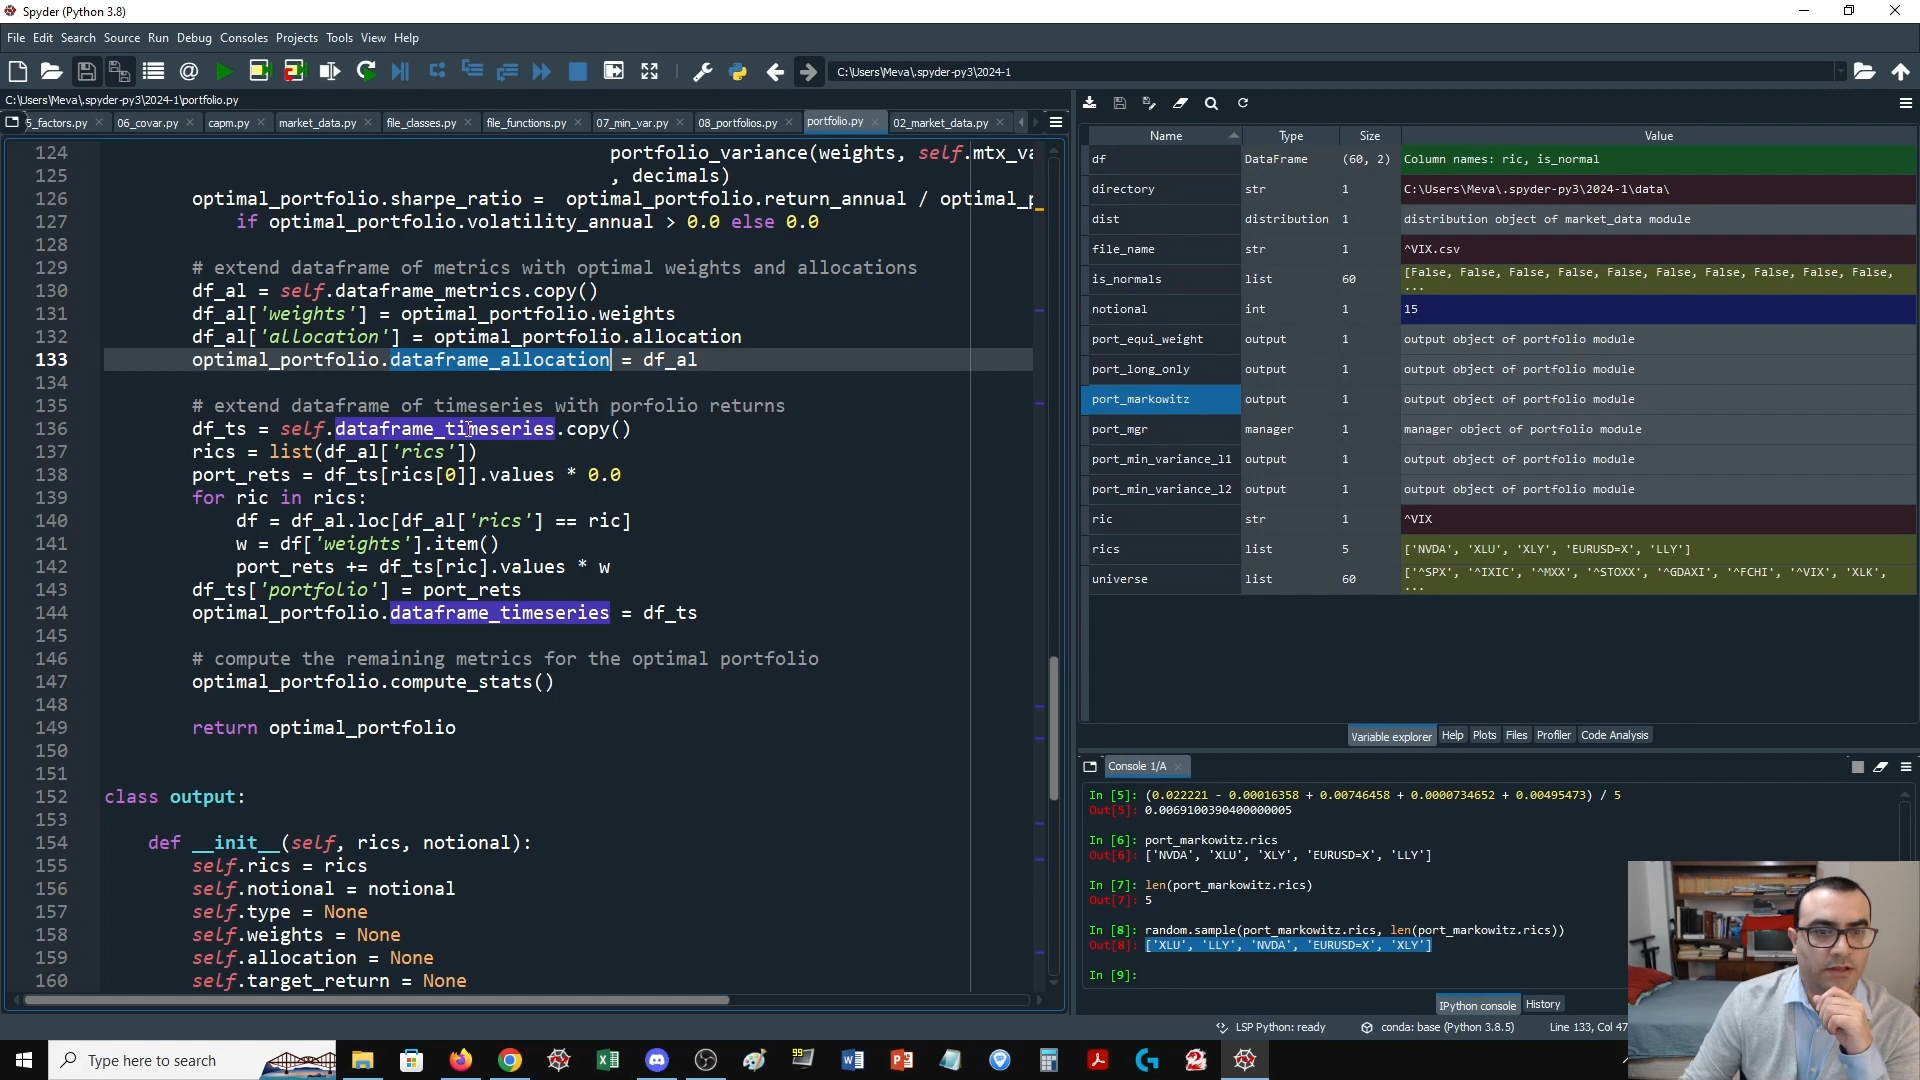 Spyder (Python 3.8)
File Edit Search Source Run Debug Consoles Projects Tools View Help
C:\Users\Meva\.spyder-py3\2024-1
C:\Users\Meva\.spyder-py3\2024-1\portfolio.py
5_factors.py 06_covar.py capm.py market_data.py file_classes.py file_functions.py 07_min_var.py 08_portfolios.py portfolio.py 02_market_data.py
124 portfolio_variance(weights, self.mtx_va
125 , decimals)
126 optimal_portfolio.sharpe_ratio = optimal_portfolio.return_annual / optimal_p
127 if optimal_portfolio.volatility_annual > 0.0 else 0.0
128
129 # extend dataframe of metrics with optimal weights and allocations
130 df_al = self.dataframe_metrics.copy()
131 df_al['weights'] = optimal_portfolio.weights
132 df_al['allocation'] = optimal_portfolio.allocation
133 optimal_portfolio.dataframe_allocation = df_al
134
135 # extend dataframe of timeseries with porfolio returns
136 df_ts = self.dataframe_timeseries.copy()
137 rics = list(df_al['rics'])
138 port_rets = df_ts[rics[0]].values * 0.0
139 for ric in rics:
140 df = df_al.loc[df_al['rics'] == ric]
141 w = df['weights'].item()
142 port_rets += df_ts[ric].values * w
143 df_ts['portfolio'] = port_rets
144 optimal_portfolio.dataframe_timeseries = df_ts
145
146 # compute the remaining metrics for the optimal portfolio
147 optimal_portfolio.compute_stats()
148
149 return optimal_portfolio
150
151
152 class output:
153
154 def __init__(self, rics, notional):
155 self.rics = rics
156 self.notional = notional
157 self.type = None
158 self.weights = None
159 self.allocation = None
160 self.target_return = None
Name Type Size Value
df DataFrame (60, 2) Column names: ric, is_normal
directory str 1 C:\Users\Meva\.spyder-py3\2024-1\data\
dist distribution 1 distribution object of market_data module
file_name str 1 ^VIX.csv
is_normals list 60 [False, False, False, False, False, False, False, False, False, False, ...
notional int 1 15
port_equi_weight output 1 output object of portfolio module
port_long_only output 1 output object of portfolio module
port_markowitz output 1 output object of portfolio module
port_mgr manager 1 manager object of portfolio module
port_min_variance_l1 output 1 output object of portfolio module
port_min_variance_l2 output 1 output object of portfolio module
ric str 1 ^VIX
rics list 5 ['NVDA', 'XLU', 'XLY', 'EURUSD=X', 'LLY']
universe list 60 ['^SPX', '^IXIC', '^MXX', '^STOXX', '^GDAXI', '^FCHI', '^VIX', 'XLK', ...
Variable explorer Help Plots Files Profiler Code Analysis
Console 1/A
In [5]: (0.022221 - 0.00016358 + 0.00746458 + 0.0000734652 + 0.00495473) / 5
Out[5]: 0.0069100390400000005
In [6]: port_markowitz.rics
Out[6]: ['NVDA', 'XLU', 'XLY', 'EURUSD=X', 'LLY']
In [7]: len(port_markowitz.rics)
Out[7]: 5
In [8]: random.sample(port_markowitz.rics, len(port_markowitz.rics))
Out[8]: ['XLU', 'LLY', 'NVDA', 'EURUSD=X', 'XLY']
In [9]:
IPython console History
LSP Python: ready conda: base (Python 3.8.5) Line 133, Col 47
Type here to search